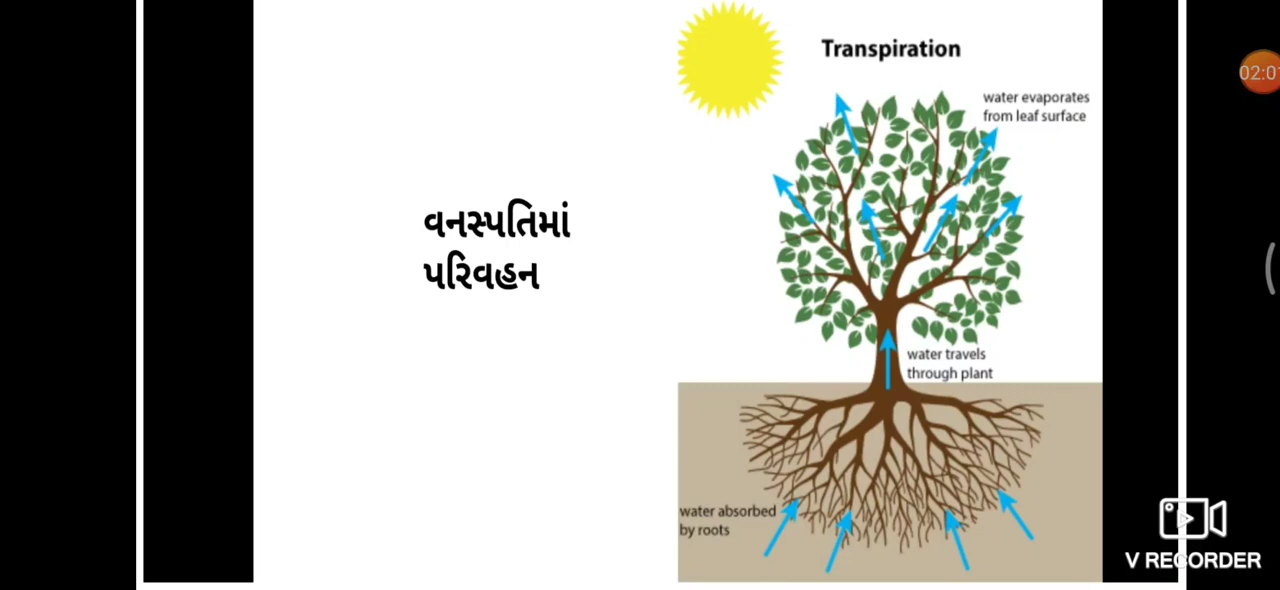 Transpiration
water evaporates
from leaf surface
વનસ્પતિમાં
પરિવહન
water travels
through plant
water absorbed
by roots
V RECORDER